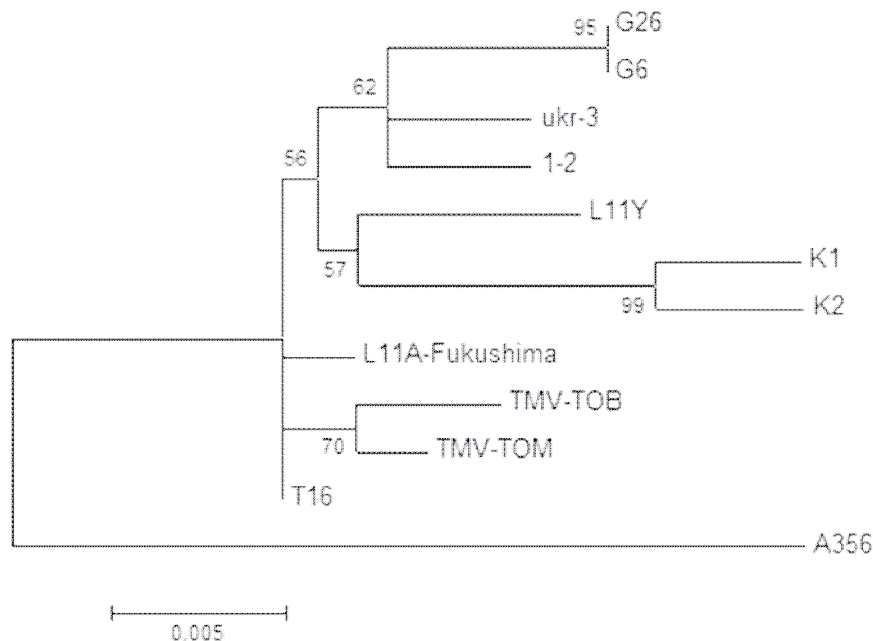 95
G26
G6
62
ukr-3
1-2
56
L11Y
57
K1
99
K2
L11A-Fukushima
TMV-TOB
70
TMV-TOM
T16
A356
0.005